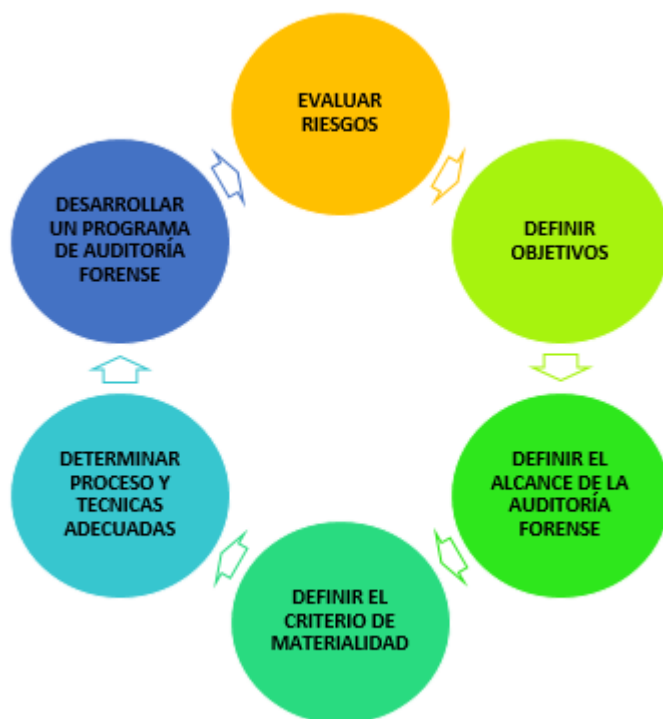 EVALUAR
RIESGOS
DEFINIR
OBJETIVOS
DEFINIR EL
ALCANCE DE LA
AUDITORÍA
FORENSE
DEFINIR EL
CRITERIO DE
MATERIALIDAD
DETERMINAR
PROCESO Y
TECNICAS
ADECUADAS
DESARROLLAR
UN PROGRAMA
DE AUDITORÍA
FORENSE